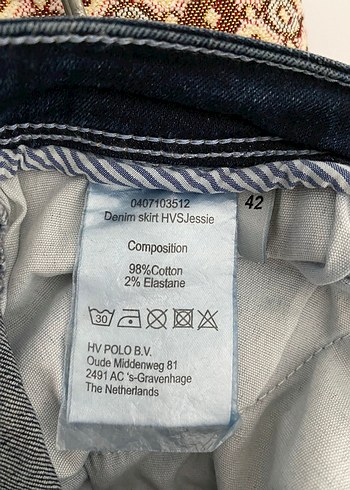 0407103512
Denim skirt HVSJessie
42
Composition
98%Cotton
2% Elastane
30
HV POLO B.V.
Oude Middenweg 81
2491 AC 's-Gravenhage
The Netherlands